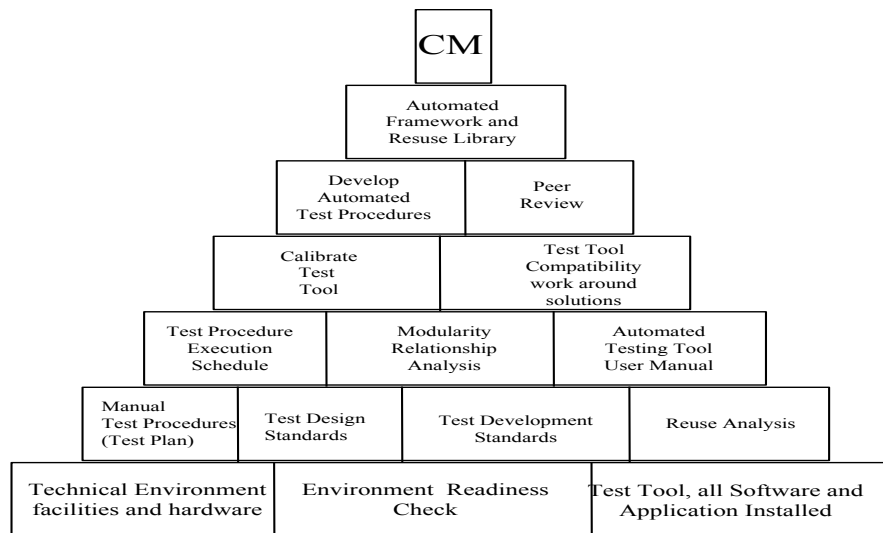 CM
Automated
Framework and
Resuse Library
Develop
Automated
Test Procedures
Peer
Review
Calibrate
Test
Tool
Test Tool
Compatibility
work around
solutions
Test Procedure
Execution
Schedule
Modularity
Relationship
Analysis
Automated
Testing Tool
User Manual
Manual
Test Procedures
(Test Plan)
Test Design
Standards
Test Development
Standards
Reuse Analysis
Technical Environment
facilities and hardware
Environment Readiness
Check
Test Tool, all Software and
Application Installed